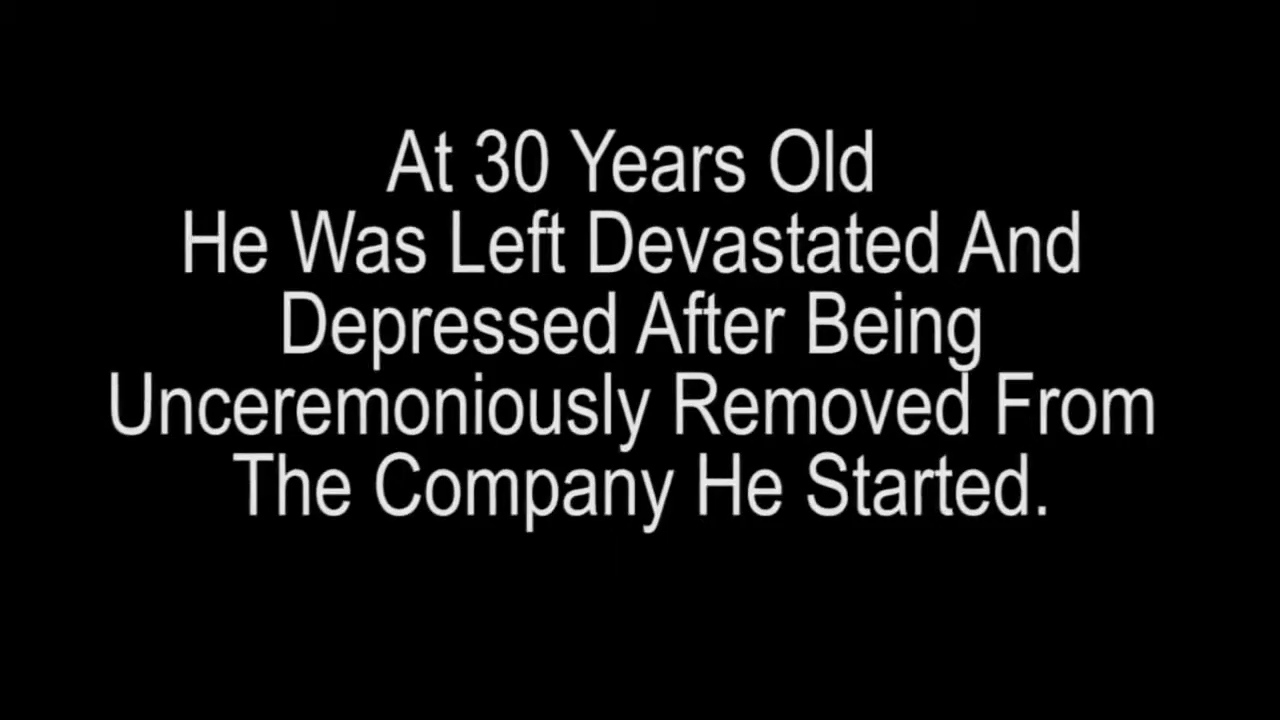 At 30 Years Old
He Was Left Devastated And
Depressed After Being
Unceremoniously Removed From
The Company He Started.